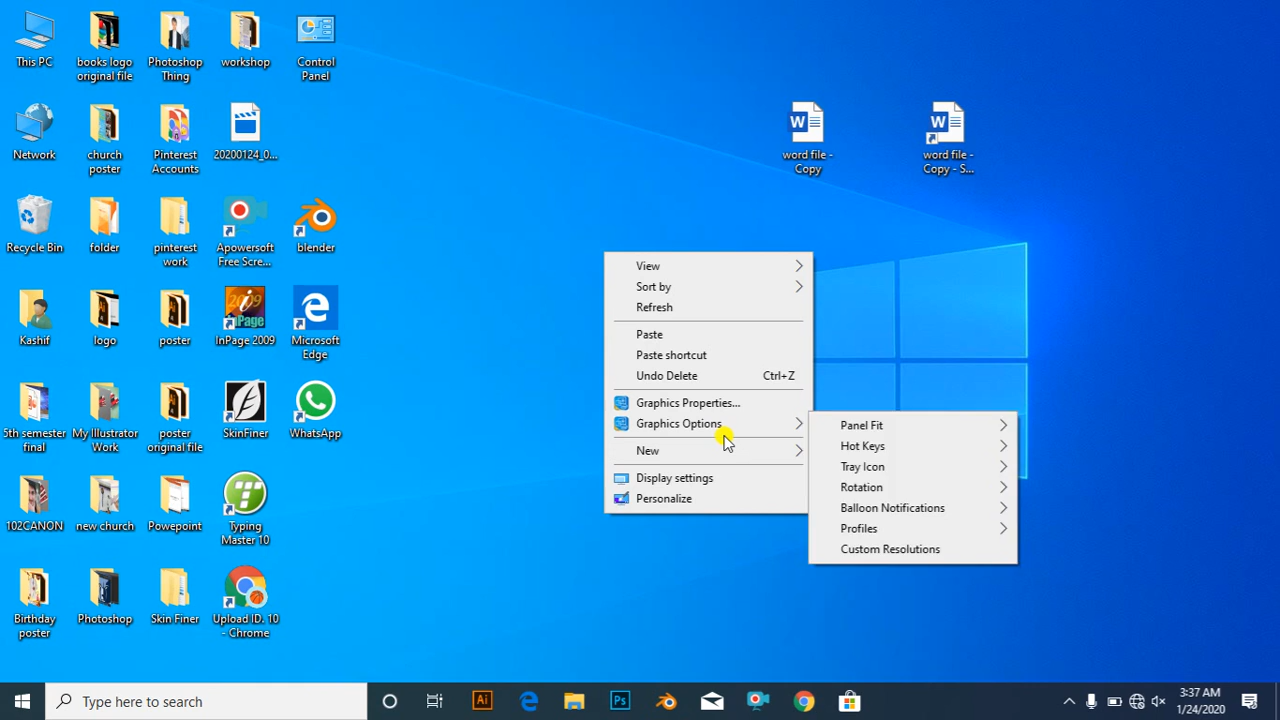 This PC
books logo
original file
Photoshop
Thing
workshop
Control
Panel
Network
church
poster
Pinterest
Accounts
20200124_0...
word file -
Copy
word file -
Copy - S...
Recycle Bin
folder
pinterest
work
Apowersoft
Free Scre...
blender
Kashif
logo
poster
2009
InPage
InPage 2009
Microsoft
Edge
5th semester
final
My Illustrator
Work
poster
original file
SkinFiner
WhatsApp
102CANON
new church
Powepoint
Typing
Master 10
Birthday
poster
Photoshop
Skin Finer
Upload ID. 10
- Chrome
View
Sort by
Refresh
Paste
Paste shortcut
Undo Delete Ctrl+Z
Graphics Properties...
Graphics Options
New
Display settings
Personalize
Panel Fit
Hot Keys
Tray Icon
Rotation
Balloon Notifications
Profiles
Custom Resolutions
Type here to search
Ai
Ps
3:37 AM
1/24/2020